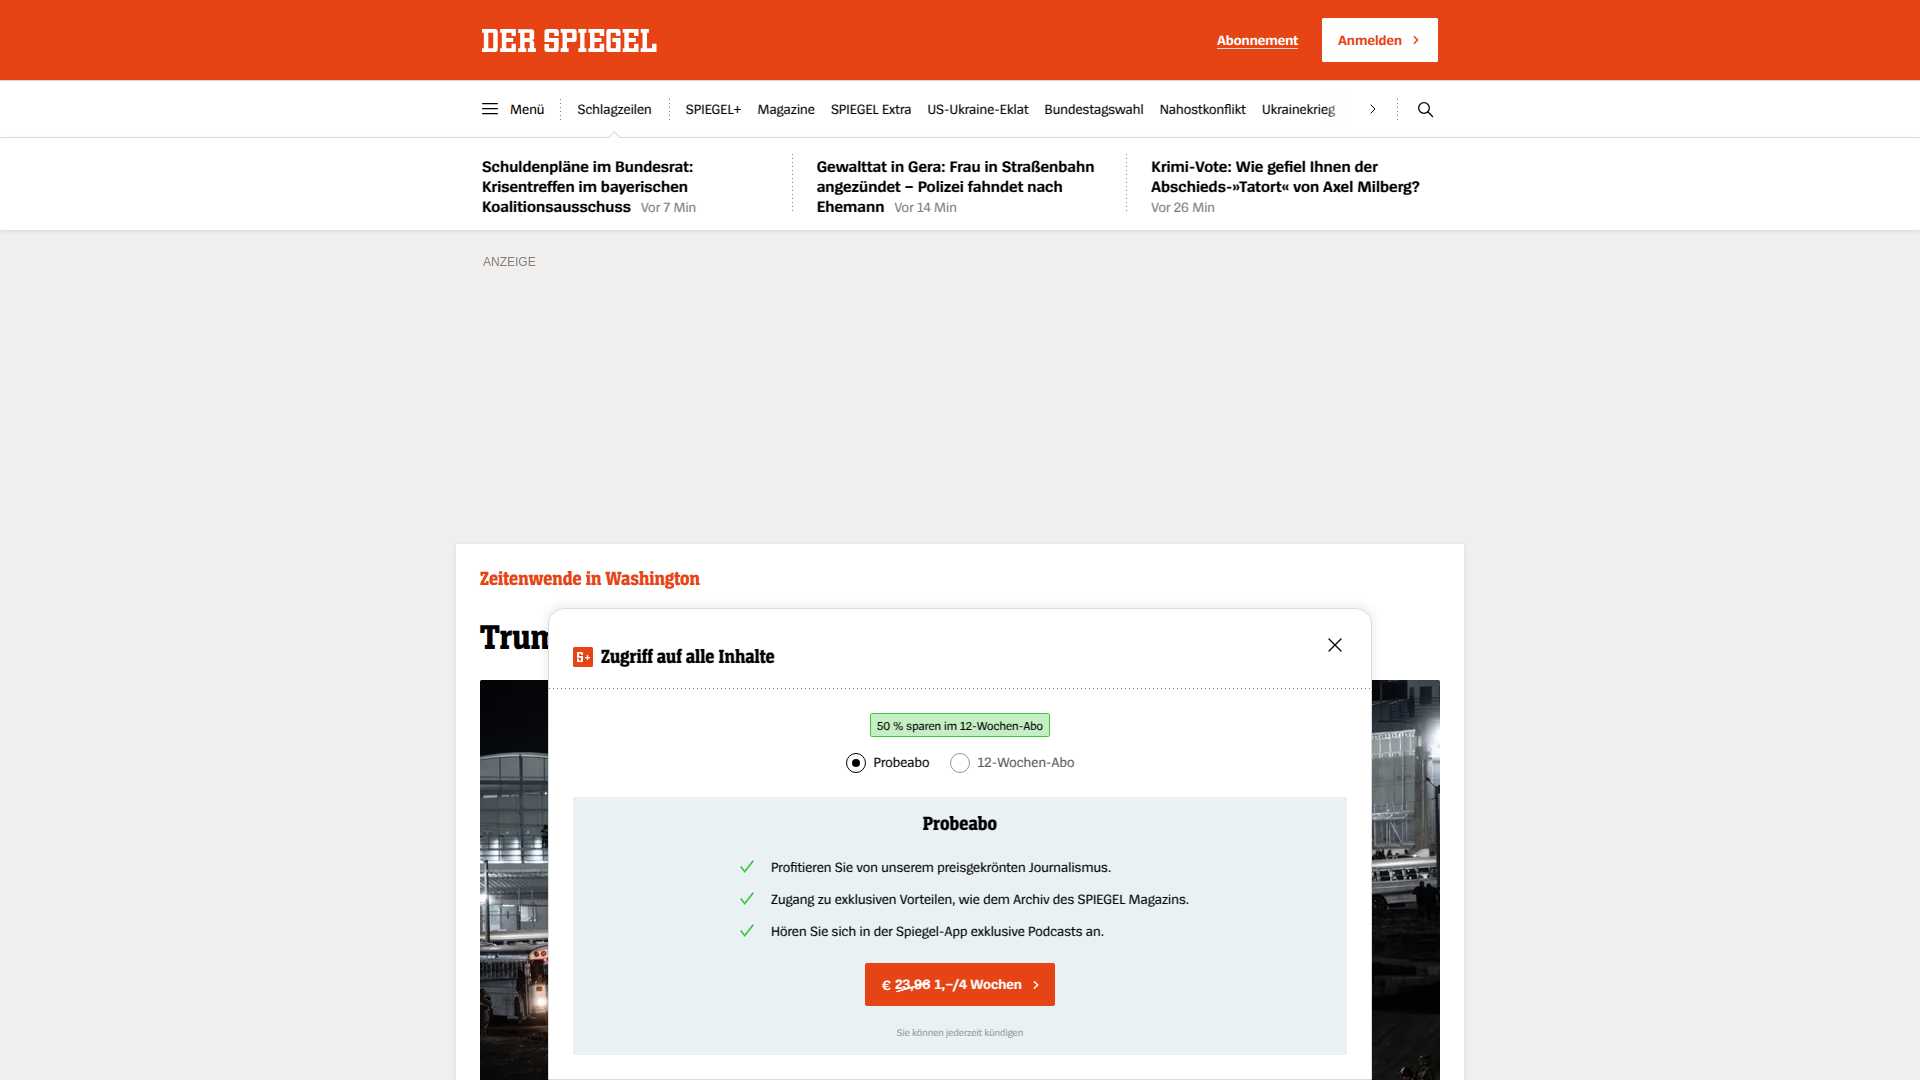 DER SPIEGEL
Abonnement
Anmelden
Menü
Schlagzeilen
SPIEGEL+
Magazine
SPIEGEL Extra
US-Ukraine-Eklat
Bundestagswahl
Nahostkonflikt
Ukrainekrieg
Schuldenpläne im Bundesrat:
Krisentreffen im bayerischen
Koalitionsausschuss Vor 7 Min
Gewalttat in Gera: Frau in Straßenbahn
angezündet – Polizei fahndet nach
Ehemann Vor 14 Min
Krimi-Vote: Wie gefiel Ihnen der
Abschieds-»Tatort« von Axel Milberg?
Vor 26 Min
ANZEIGE
Zeitenwende in Washington
Zugriff auf alle Inhalte
50 % sparen im 12-Wochen-Abo
Probeabo
12-Wochen-Abo
Probeabo
Profitieren Sie von unserem preisgekrönten Journalismus.
Zugang zu exklusiven Vorteilen, wie dem Archiv des SPIEGEL Magazins.
Hören Sie sich in der Spiegel-App exklusive Podcasts an.
€ 23,96 1,–/4 Wochen
Sie können jederzeit kündigen